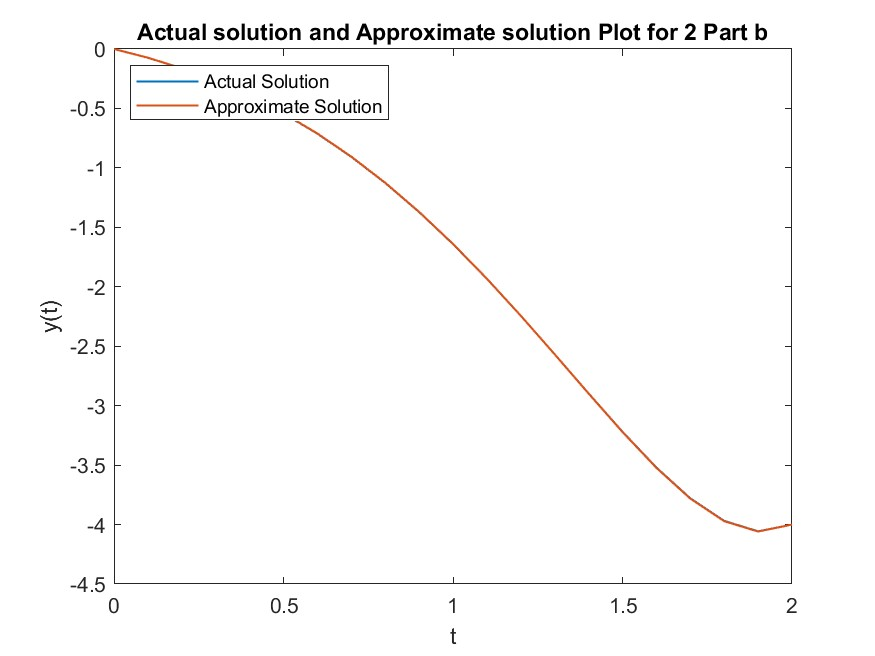 Actual solution and Approximate solution Plot for 2 Part b
0
Actual Solution
Approximate Solution
-0.5
-1
-1.5
-2
-2.5
-3
-3.5
-4
-4.5
y(t)
0 0.5 1 1.5 2
t